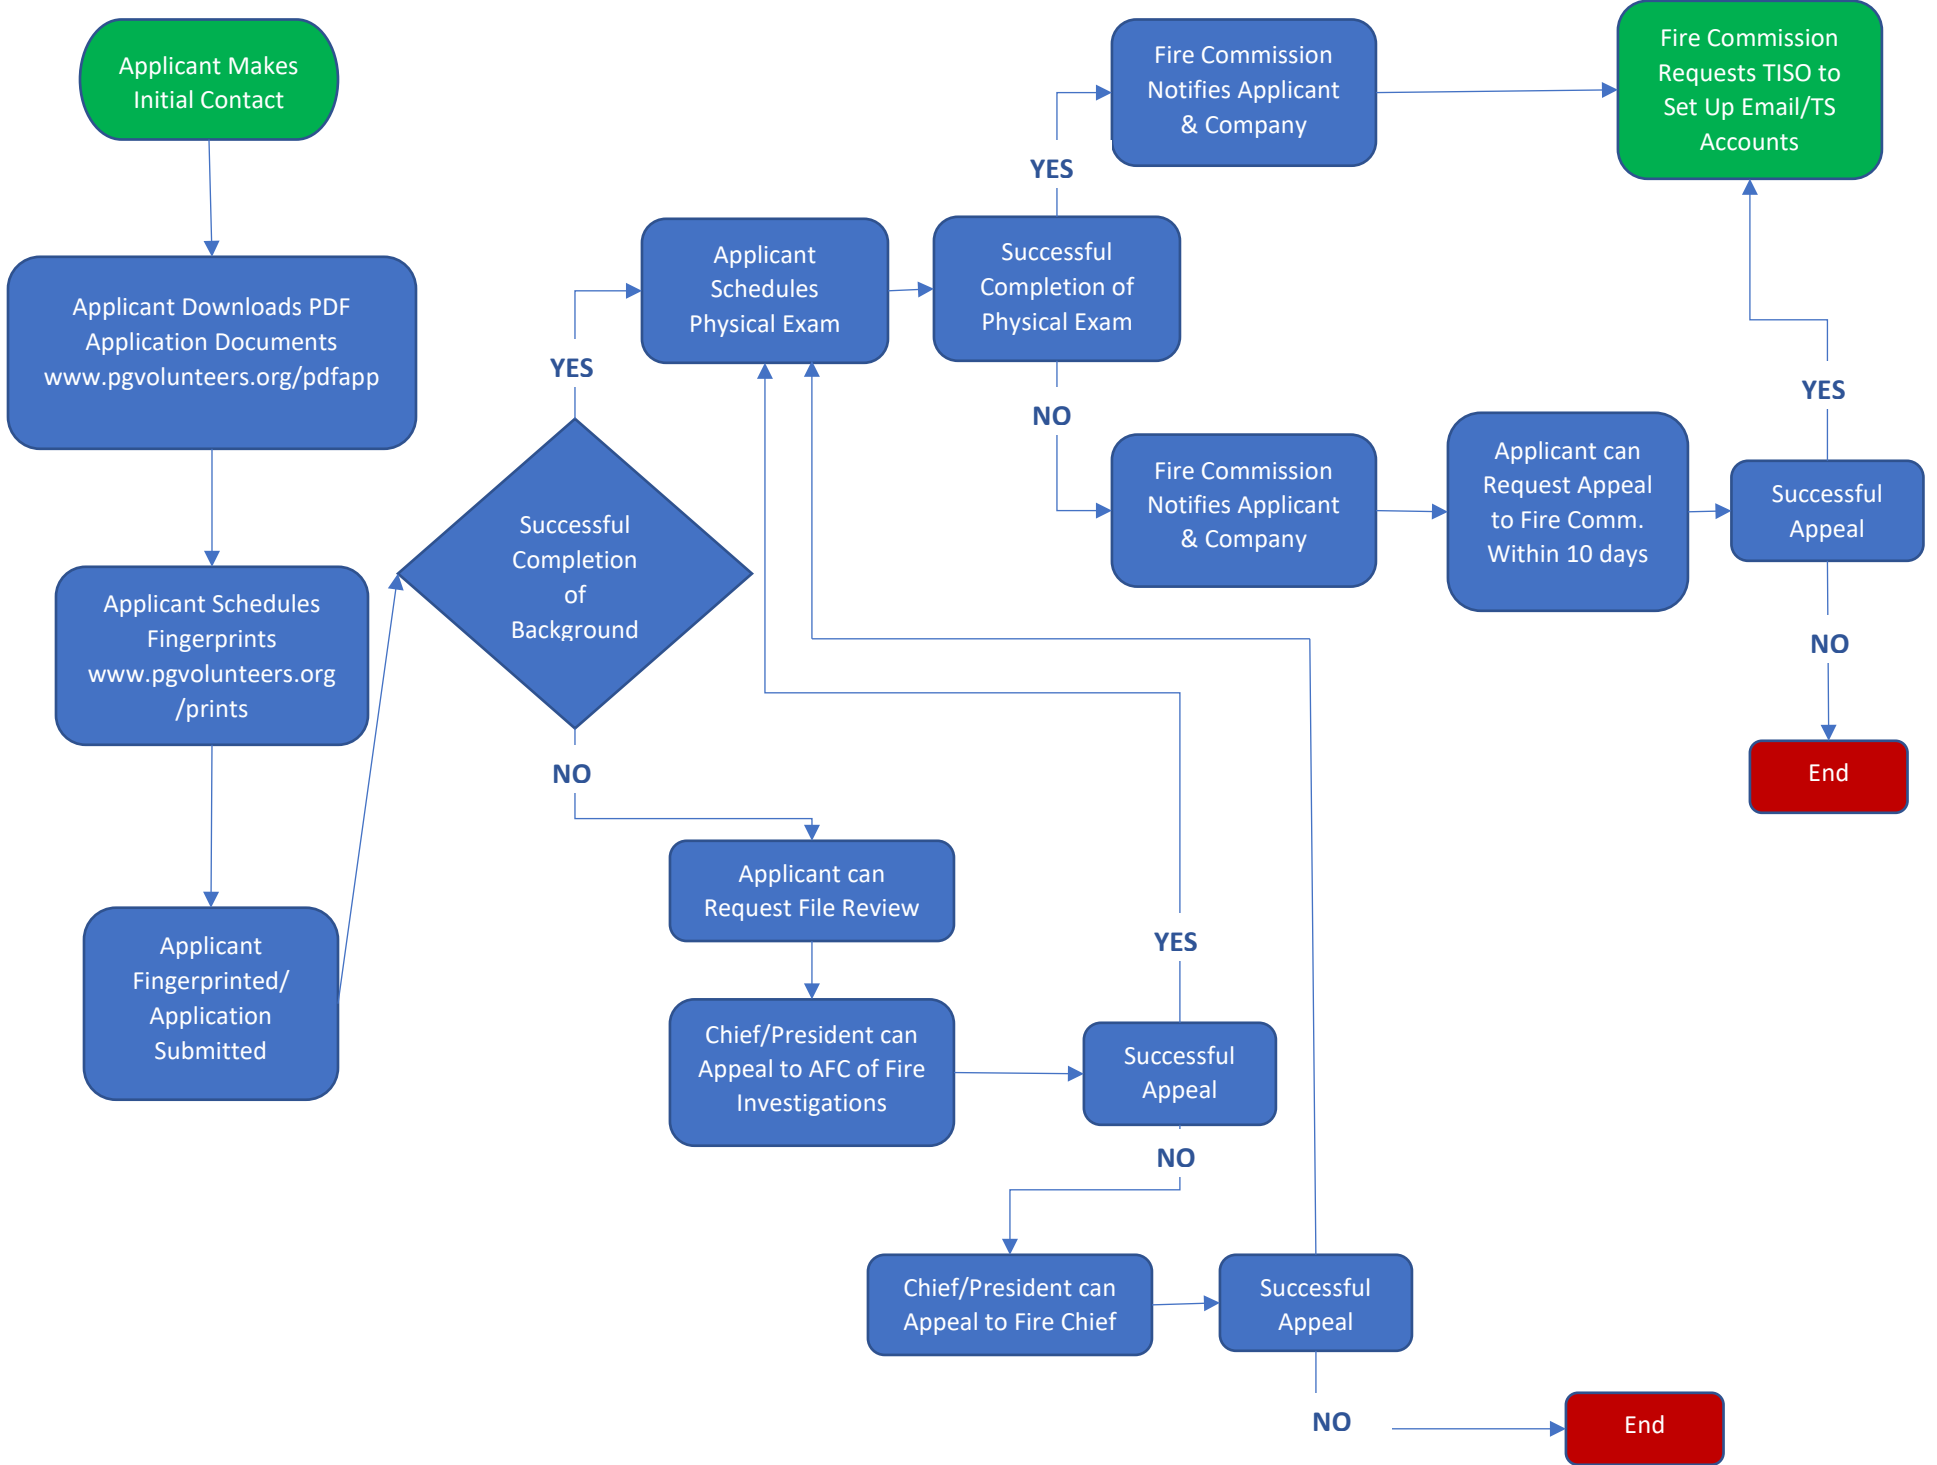 Applicant Makes
Initial Contact
Applicant Downloads PDF
Application Documents
www.pgvolunteers.org/pdfapp
Applicant Schedules
Fingerprints
www.pgvolunteers.org
/prints
Applicant
Fingerprinted/
Application
Submitted
Successful
Completion
of
Background
YES
Applicant
Schedules
Physical Exam
Successful
Completion of
Physical Exam
YES
Fire Commission
Notifies Applicant
& Company
Fire Commission
Requests TISO to
Set Up Email/TS
Accounts
NO
Fire Commission
Notifies Applicant
& Company
Applicant can
Request Appeal
to Fire Comm.
Within 10 days
Successful
Appeal
YES
NO
End
NO
Applicant can
Request File Review
Chief/President can
Appeal to AFC of Fire
Investigations
Successful
Appeal
YES
NO
Chief/President can
Appeal to Fire Chief
Successful
Appeal
NO
End